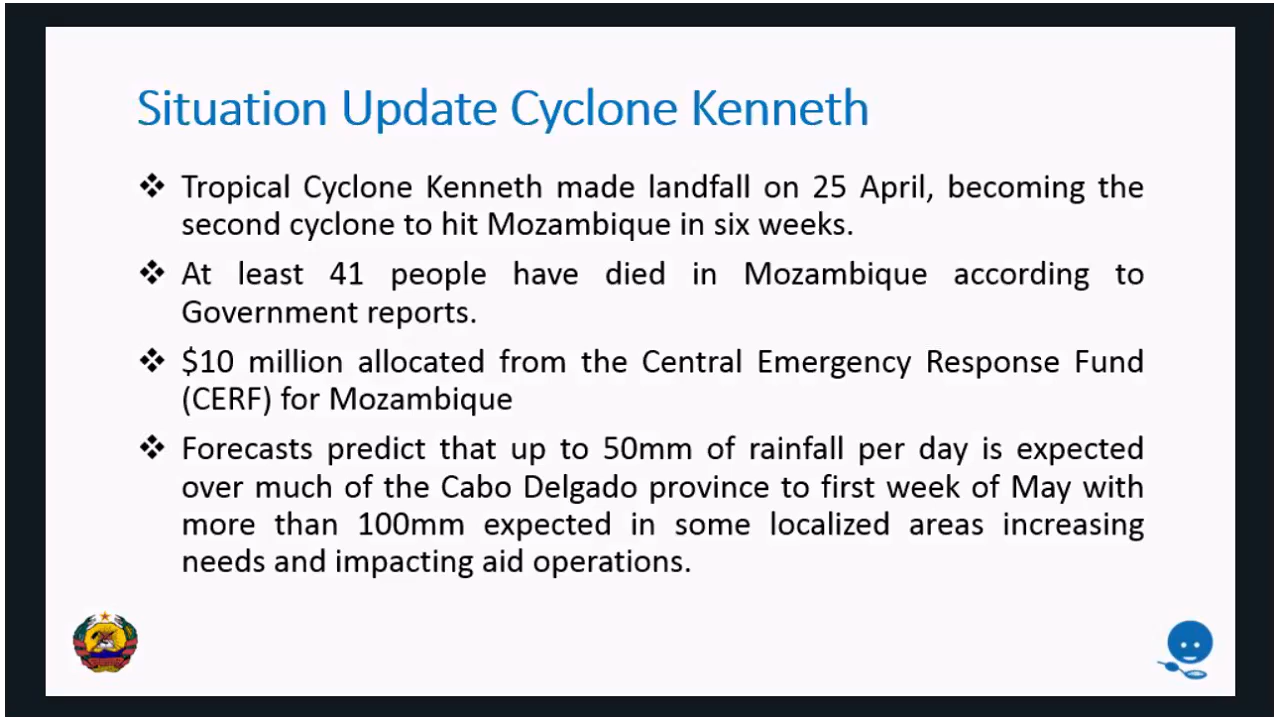 Situation Update Cyclone Kenneth
❖ Tropical Cyclone Kenneth made landfall on 25 April, becoming the
second cyclone to hit Mozambique in six weeks.
❖ At least 41 people have died in Mozambique according to
Government reports.
❖ $10 million allocated from the Central Emergency Response Fund
(CERF) for Mozambique
❖ Forecasts predict that up to 50mm of rainfall per day is expected
over much of the Cabo Delgado province to first week of May with
more than 100mm expected in some localized areas increasing
needs and impacting aid operations.